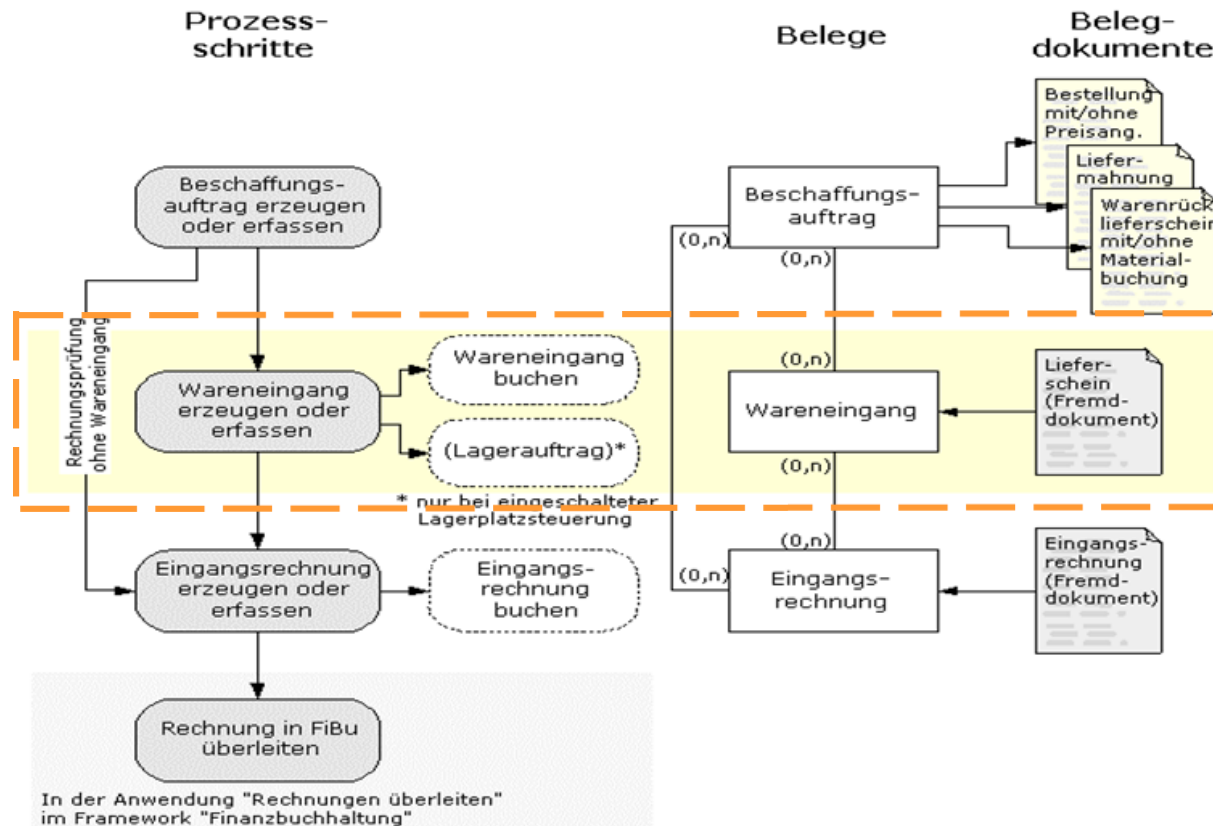 Prozess-
schritte
Belege
Beleg-
dokumente
Bestellung
mit/ohne
Preisang.
Liefer-
mahnung
Warenrück
lieferschein
mit/ohne
Material-
buchung
Beschaffungs-
auftrag erzeugen
oder erfassen
Beschaffungs-
auftrag
(0,n)
(0,n)
Rechnungsprüfung
ohne Wareneingang
Wareneingang
erzeugen oder
erfassen
Wareneingang
buchen
(Lagerauftrag)*
* nur bei eingeschalteter
Lagerplatzsteuerung
(0,n)
Wareneingang
(0,n)
Liefer-
schein
(Fremd-
dokument)
Eingangsrechnung
erzeugen oder
erfassen
Eingangs-
rechnung
buchen
(0,n)
(0,n)
Eingangs-
rechnung
Eingangs-
rechnung
(Fremd-
dokument)
Rechnung in FiBu
überleiten
In der Anwendung "Rechnungen überleiten"
im Framework "Finanzbuchhaltung"